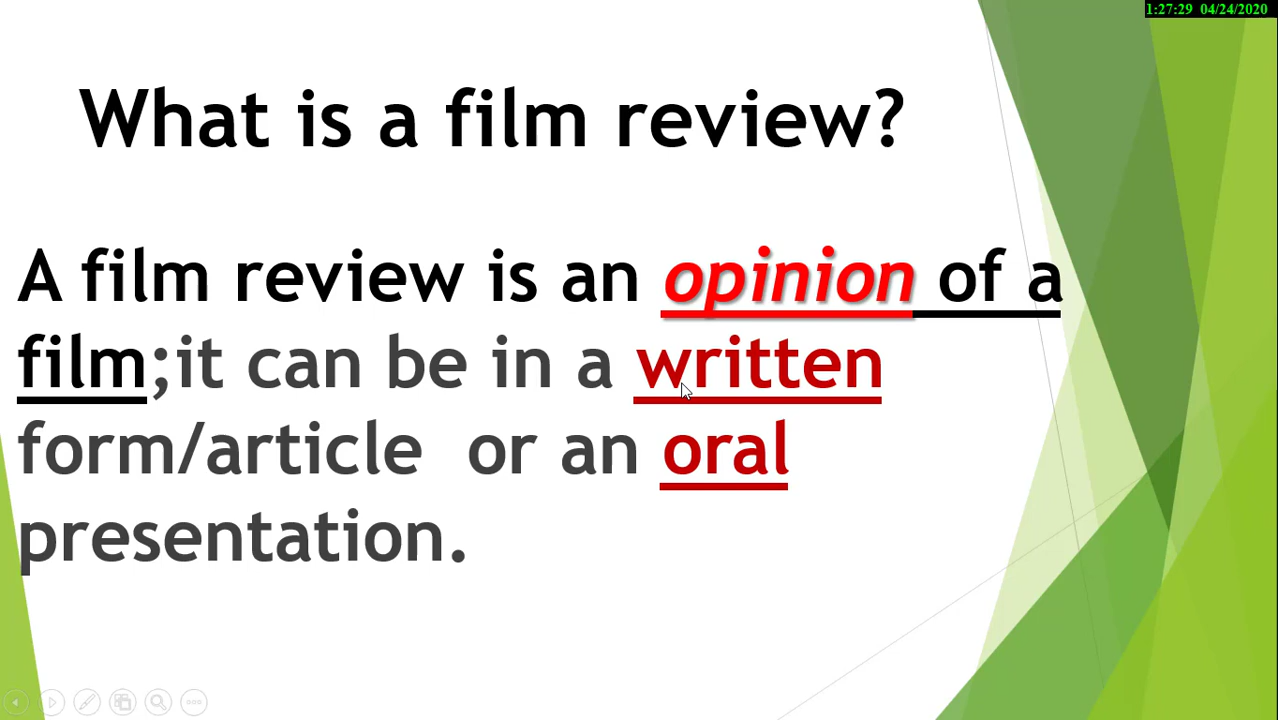 1:27:29 04/24/2020
What is a film review?
A film review is an opinion of a
film;it can be in a written
form/article or an oral
presentation.